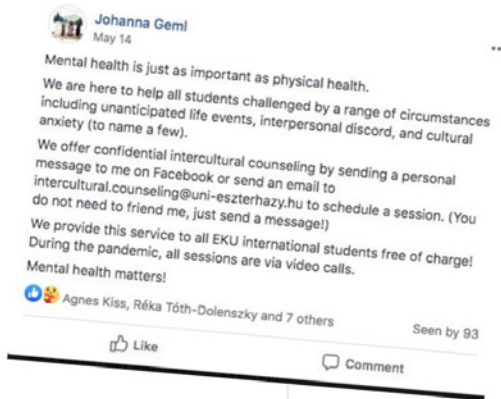 Johanna Geml
May 14
Mental health is just as important as physical health.
We are here to help all students challenged by a range of circumstances
including unanticipated life events, interpersonal discord, and cultural
anxiety (to name a few).
We offer confidential intercultural counseling by sending a personal
message to me on Facebook or send an email to
intercultural.counseling@uni-eszterhazy.hu to schedule a session. (You
do not need to friend me, just send a message!)
We provide this service to all EKU international students free of charge!
During the pandemic, all sessions are via video calls.
Mental health matters!
Agnes Kiss, Réka Tóth-Dolenszky and 7 others
Seen by 93
Like
Comment